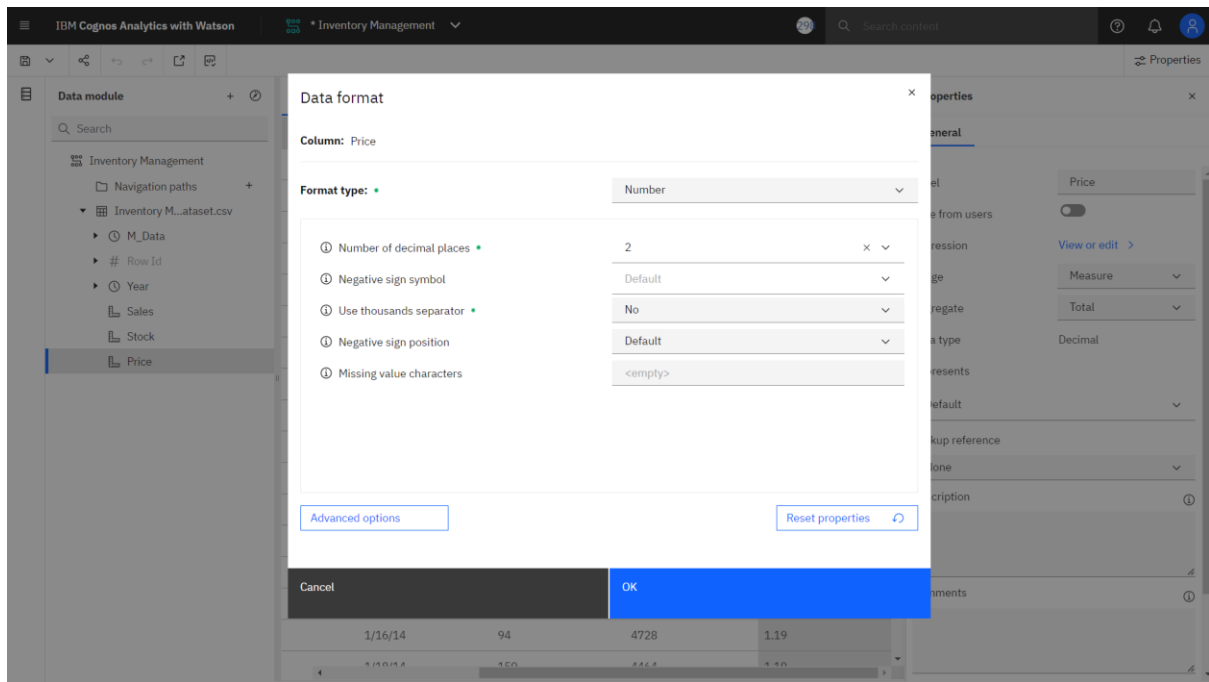 IBM Cognos Analytics with Watson
* Inventory Management
29
Search content
Properties
Data module
Search
Inventory Management
Navigation paths
Inventory M...ataset.csv
M_Data
Row Id
Year
Sales
Stock
Price
Data format
Column: Price
Format type:
Number
Number of decimal places
2
Negative sign symbol
Default
Use thousands separator
No
Negative sign position
Default
Missing value characters
<empty>
Advanced options
Reset properties
Cancel
OK
1/16/14 94 4728 1.19
operties
eneral
el
Price
e from users
ression
View or edit
ge
Measure
regate
Total
a type
Decimal
resents
efault
kup reference
one
cription
mments